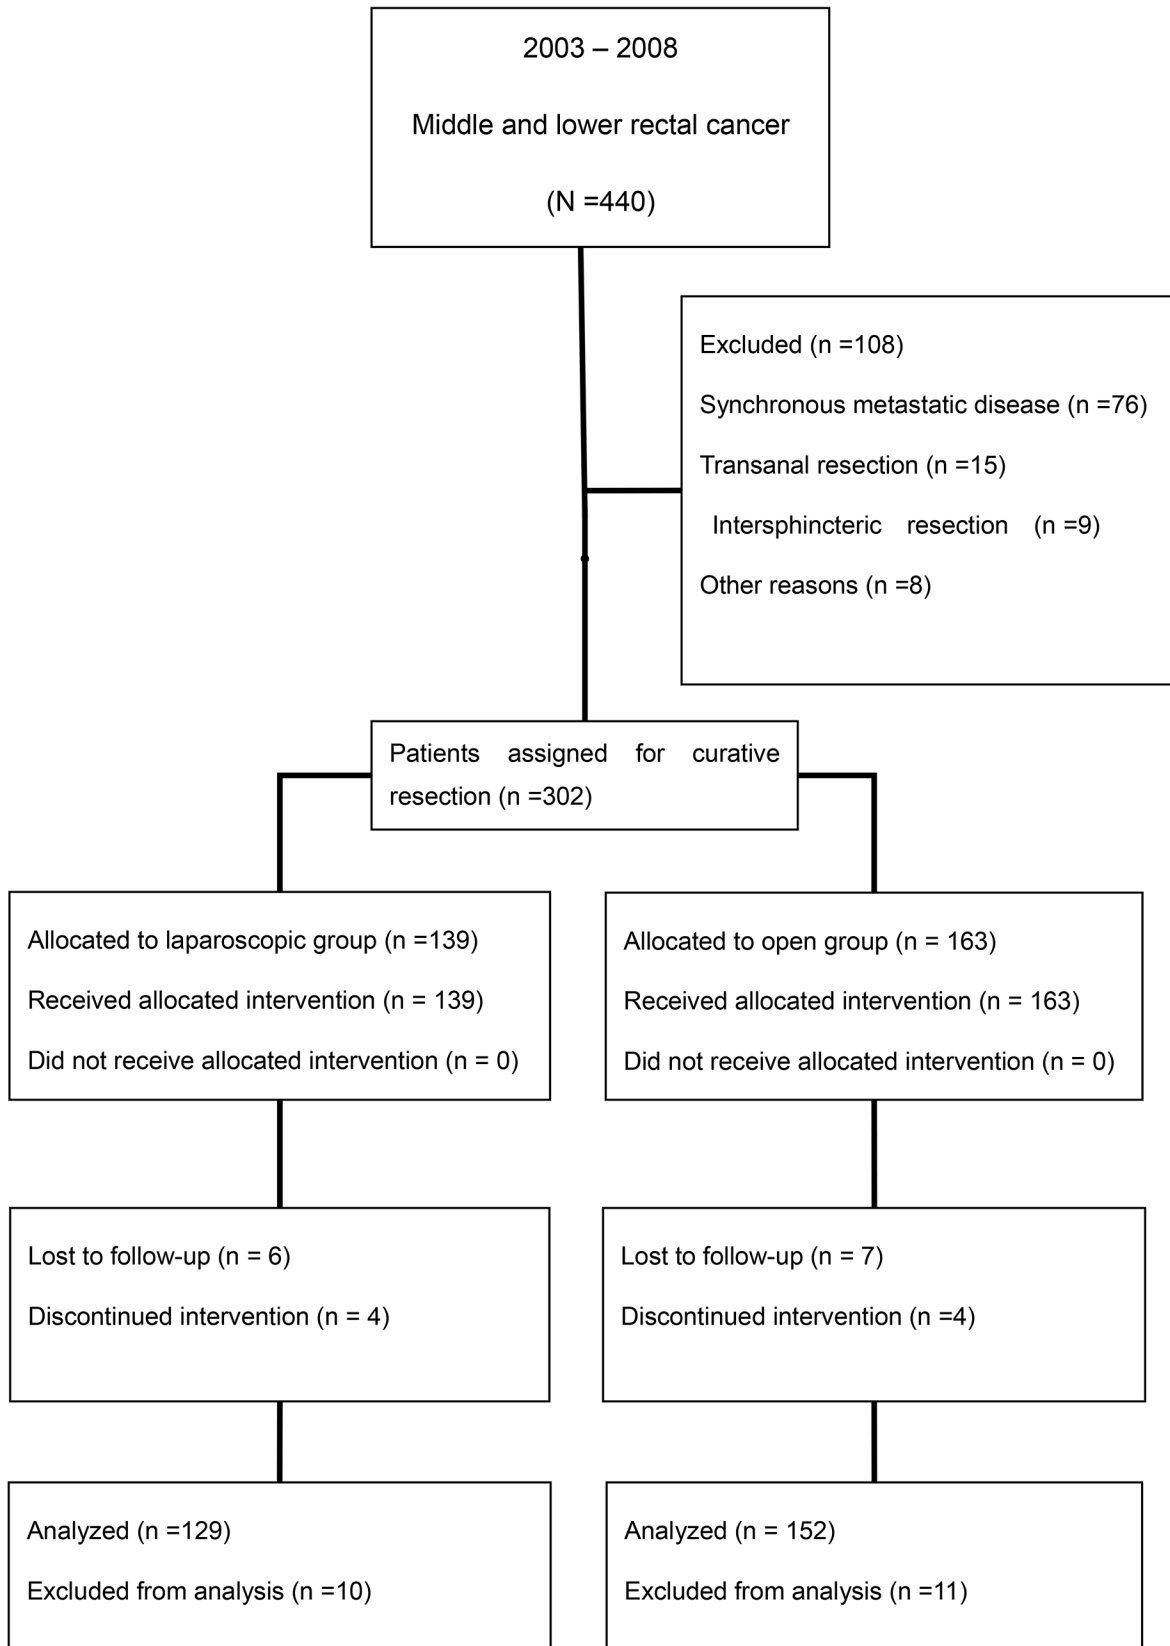 2003 – 2008
Middle and lower rectal cancer
(N =440)
Excluded (n =108)
Synchronous metastatic disease (n =76)
Transanal resection (n =15)
Intersphincteric resection (n =9)
Other reasons (n =8)
Patients assigned for curative
resection (n =302)
Allocated to laparoscopic group (n =139)
Received allocated intervention (n = 139)
Did not receive allocated intervention (n = 0)
Allocated to open group (n = 163)
Received allocated intervention (n = 163)
Did not receive allocated intervention (n = 0)
Lost to follow-up (n = 6)
Discontinued intervention (n = 4)
Lost to follow-up (n = 7)
Discontinued intervention (n =4)
Analyzed (n =129)
Excluded from analysis (n =10)
Analyzed (n = 152)
Excluded from analysis (n =11)